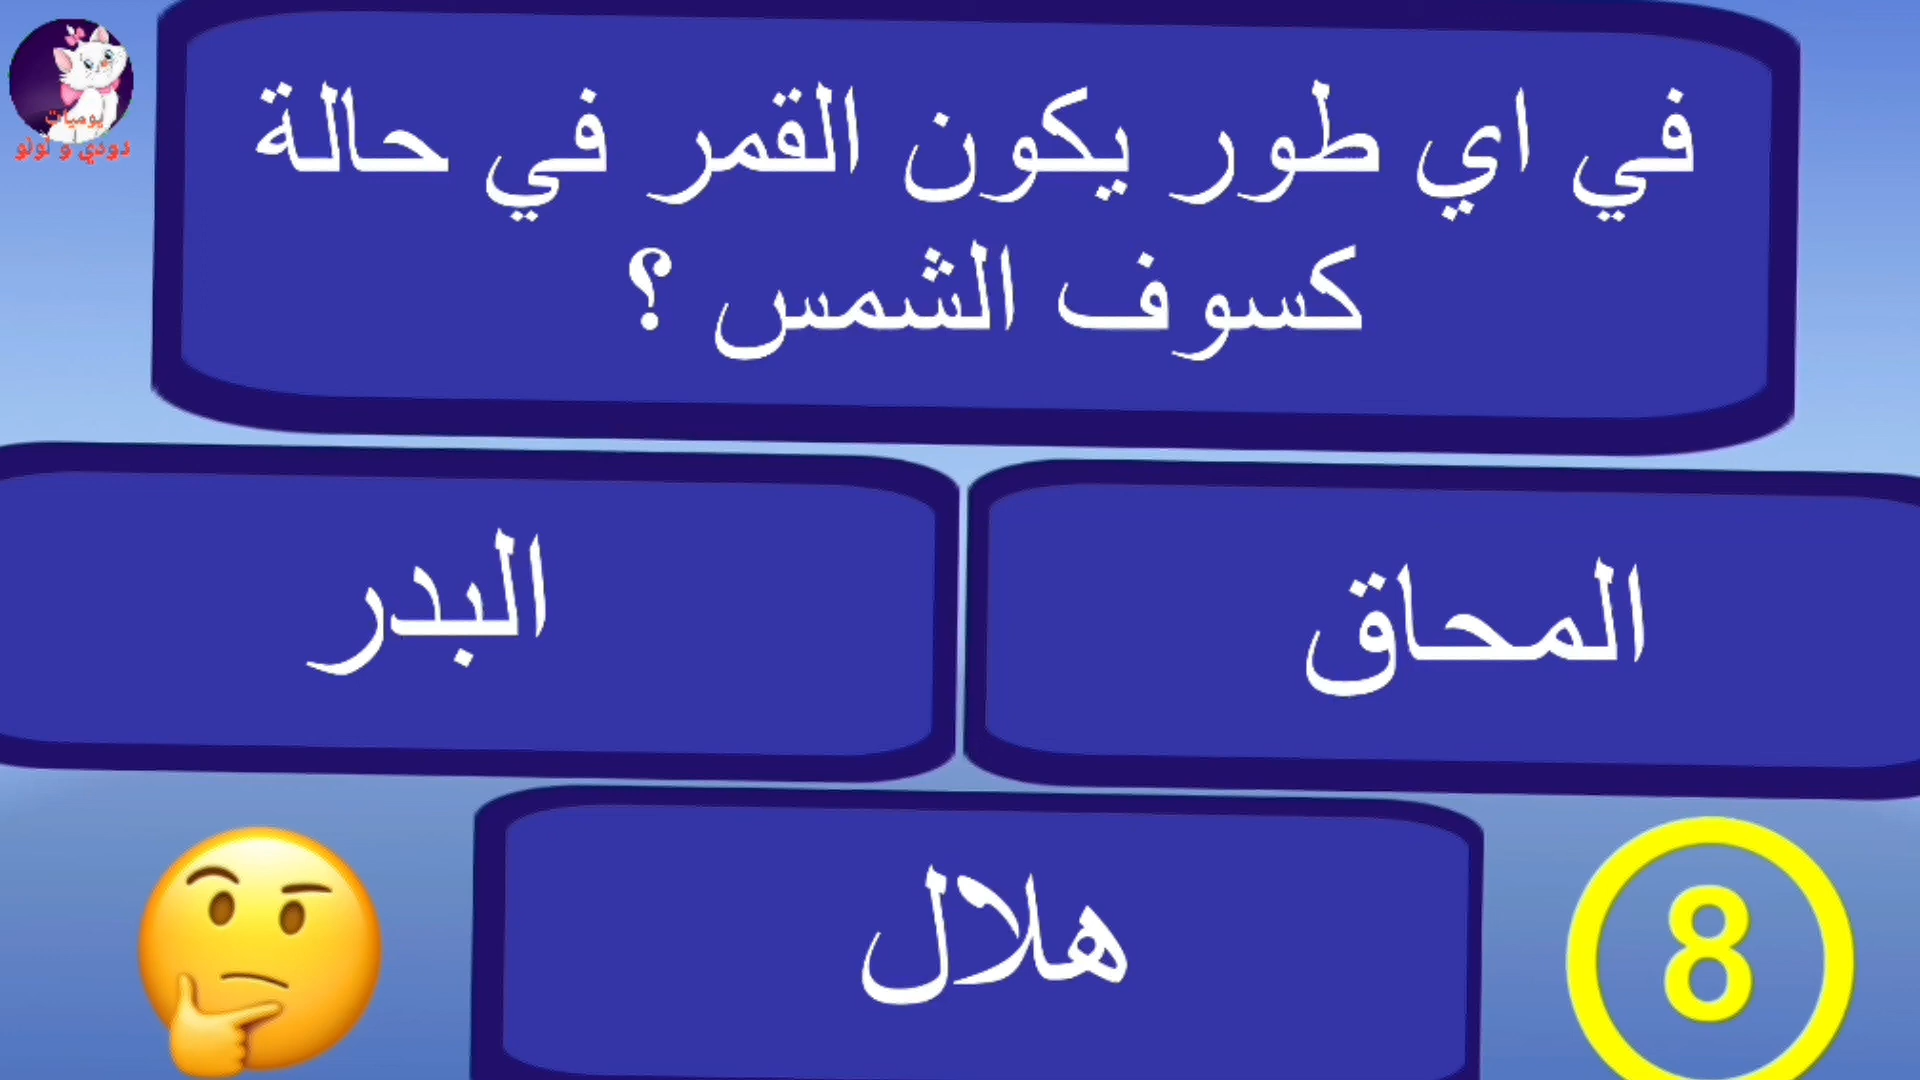 يوميات
دودي و لولو
في اي طور يكون القمر في حالة
كسوف الشمس ؟
المحاق
البدر
هلال
8